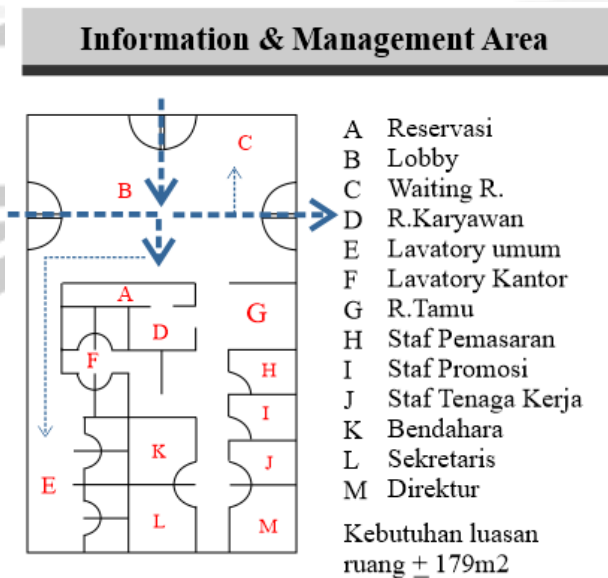 Information & Management Area
C
B
A
G
D
F
H
I
K
J
E
L
M
A Reservasi
B Lobby
C Waiting R.
D R.Karyawan
E Lavatory umum
F Lavatory Kantor
G R.Tamu
H Staf Pemasaran
I Staf Promosi
J Staf Tenaga Kerja
K Bendahara
L Sekretaris
M Direktur
Kebutuhan luasan
ruang ± 179m2